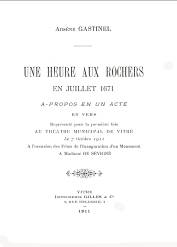 Arsène GASTINEL
UNE HEURE AUX ROCHERS
EN JUILLET 1671
A-PROPOS EN UN ACTE
EN VERS
Représenté pour la première fois
AU THÉATRE MUNICIPAL DE VITRÉ
Le 7 Octobre 1911
A l'occasion des Fêtes de l'Inauguration d'un Monument
A Madame DE SÉVIGNÉ
VITRÉ
IMPRIMERIE GILLES & Cie
1911